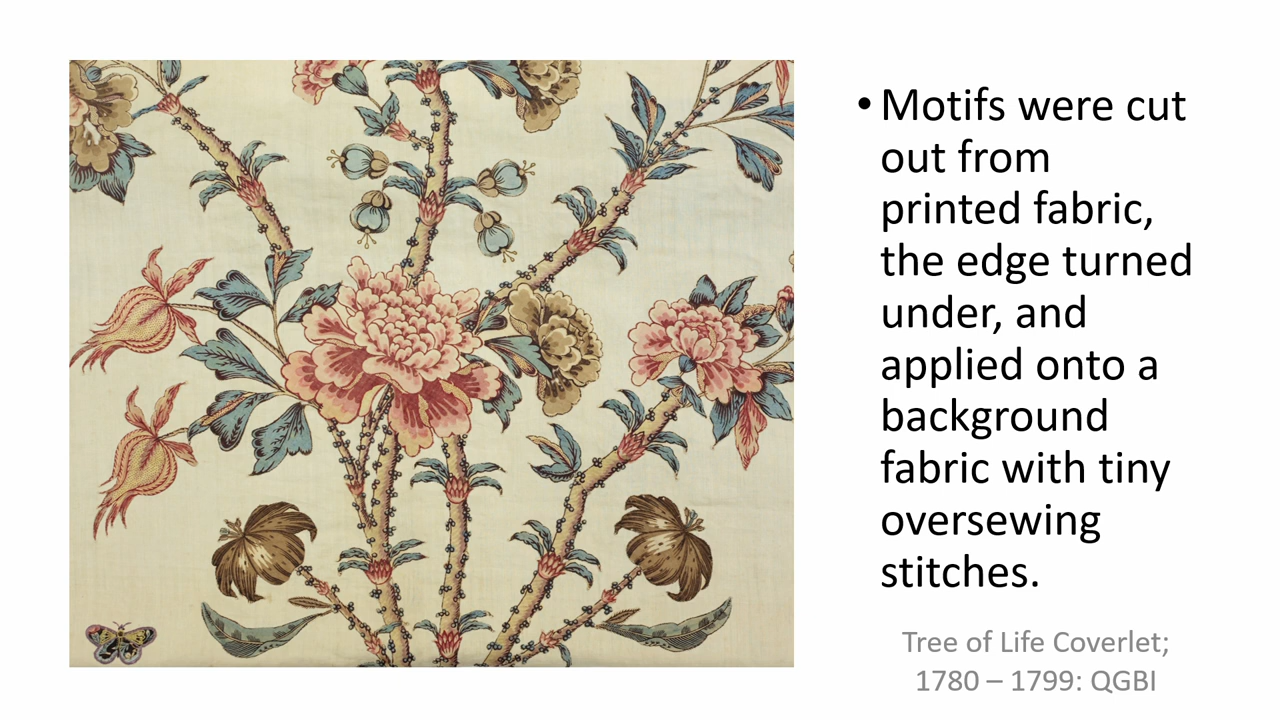 • Motifs were cut
out from
printed fabric,
the edge turned
under, and
applied onto a
background
fabric with tiny
oversewing
stitches.
Tree of Life Coverlet;
1780 – 1799: QGBI